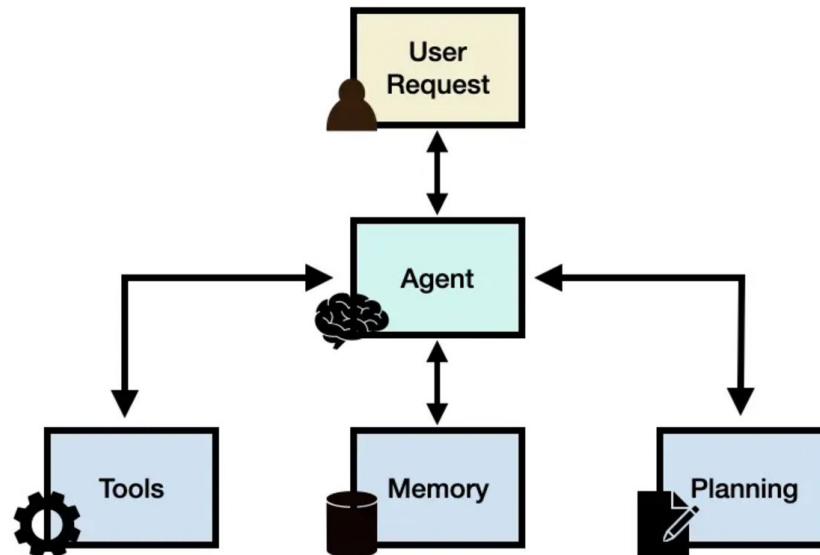 User
Request
Agent
Tools
Memory
Planning